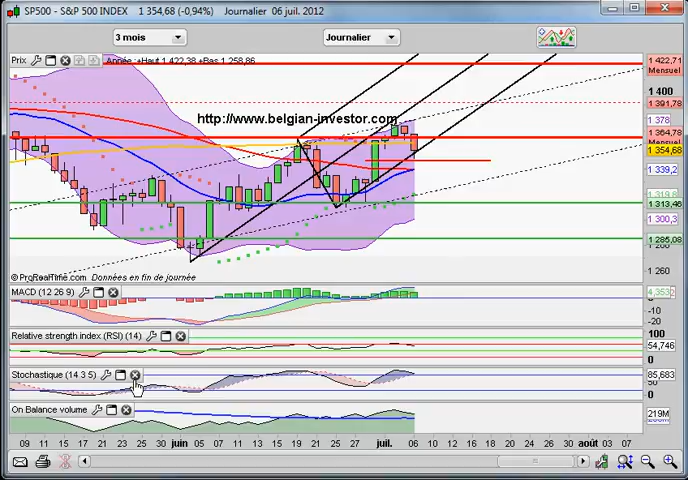 SP500 - S&P 500 INDEX 1 354,68 (-0,94%) Journalier 06 juil. 2012
3 mois Journalier
Prix Année :+Haut 1 422,38 +Bas 1 258,86
1 422,71
Mensuel
1 400
1 391,78
1 378
http://www.belgian-investor.com
1 364,78
Mensuel
1 354,68
1 339,2
1 313,46
1 300,3
1 285,08
1 260
© ProRealTime.com Données en fin de journée
MACD (12 26 9)
4,3532
0
-10
-20
Relative strength index (RSI) (14)
100
54,746
0
Stochastique (14 3 5)
85,683
50
0
On Balance volume
219M
09 11 15 17 21 23 25 30 juin 05 07 11 13 15 19 21 25 27 juil. 04 06 10 12 16 18 20 24 26 30 août 03 07